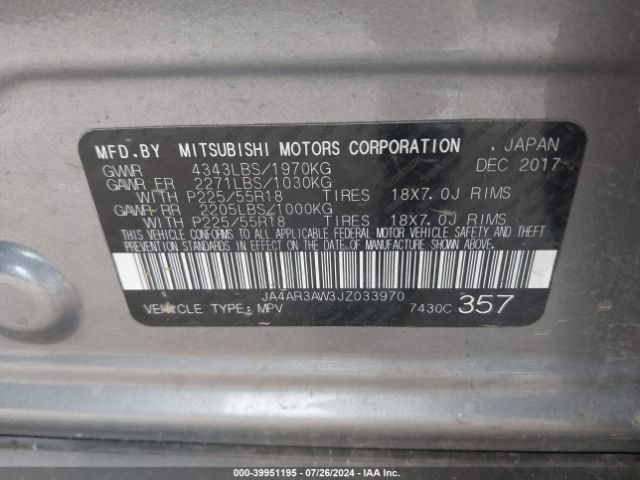 MFD.BY MITSUBISHI MOTORS CORPORATION . JAPAN
GVWR 4343LBS/1970KG DEC 2017
GAWR FR 2271LBS/1030KG
WITH P225/55R18 TIRES 18X7.0J RIMS
GAWR RR 2205LBS/1000KG
WITH P225/55R18 TIRES 18X7.0J RIMS
THIS VEHICLE CONFORMS TO ALL APPLICABLE FEDERAL MOTOR VEHICLE SAFETY AND THEFT
PREVENTION STANDARDS IN EFFECT ON THE DATE OF MANUFACTURE SHOWN ABOVE.
JA4AR3AW3JZ033970
VEHICLE TYPE:MPV 7430C 357
000-39951195 - 07/26/2024 - IAA Auctions